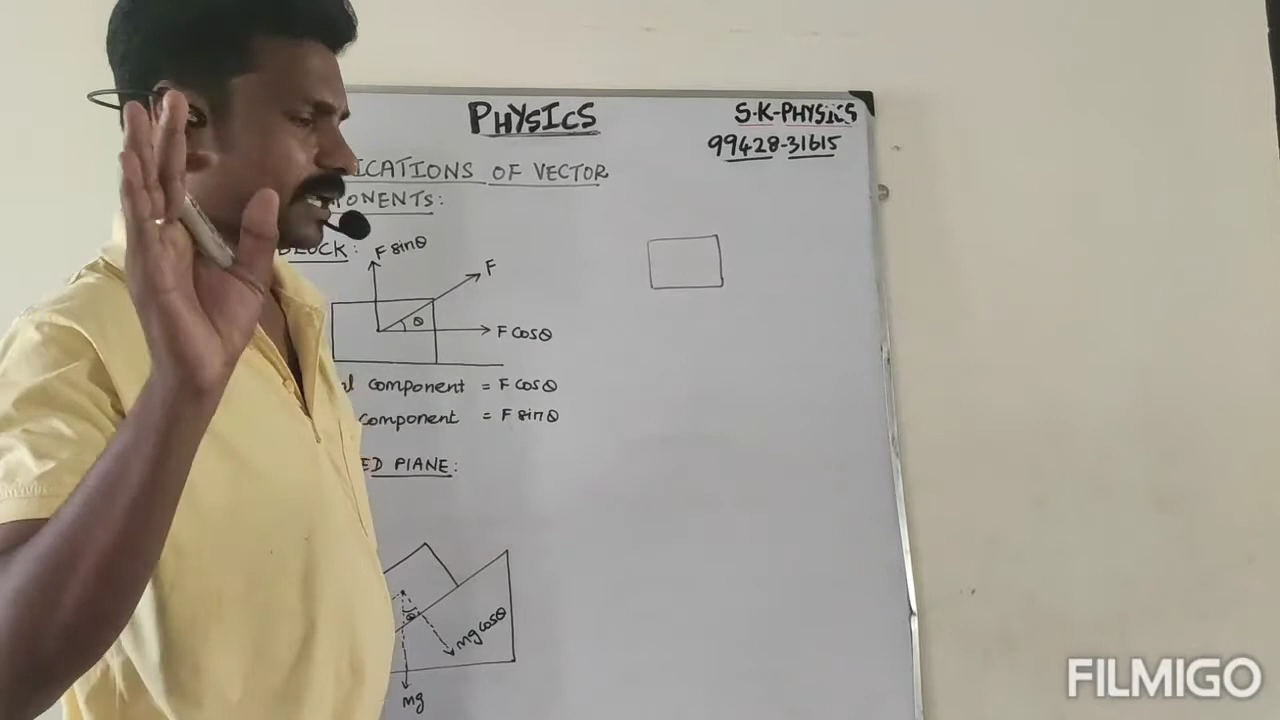 PHYSICS
S.K-PHYSICS
99428-31615
ICATIONS OF VECTOR
ONENTS:
BLOCK:
F sinθ
F
θ
F cosθ
component = F cosθ
component = F sinθ
ED PLANE:
θ
mg cosθ
mg
FILMIGO